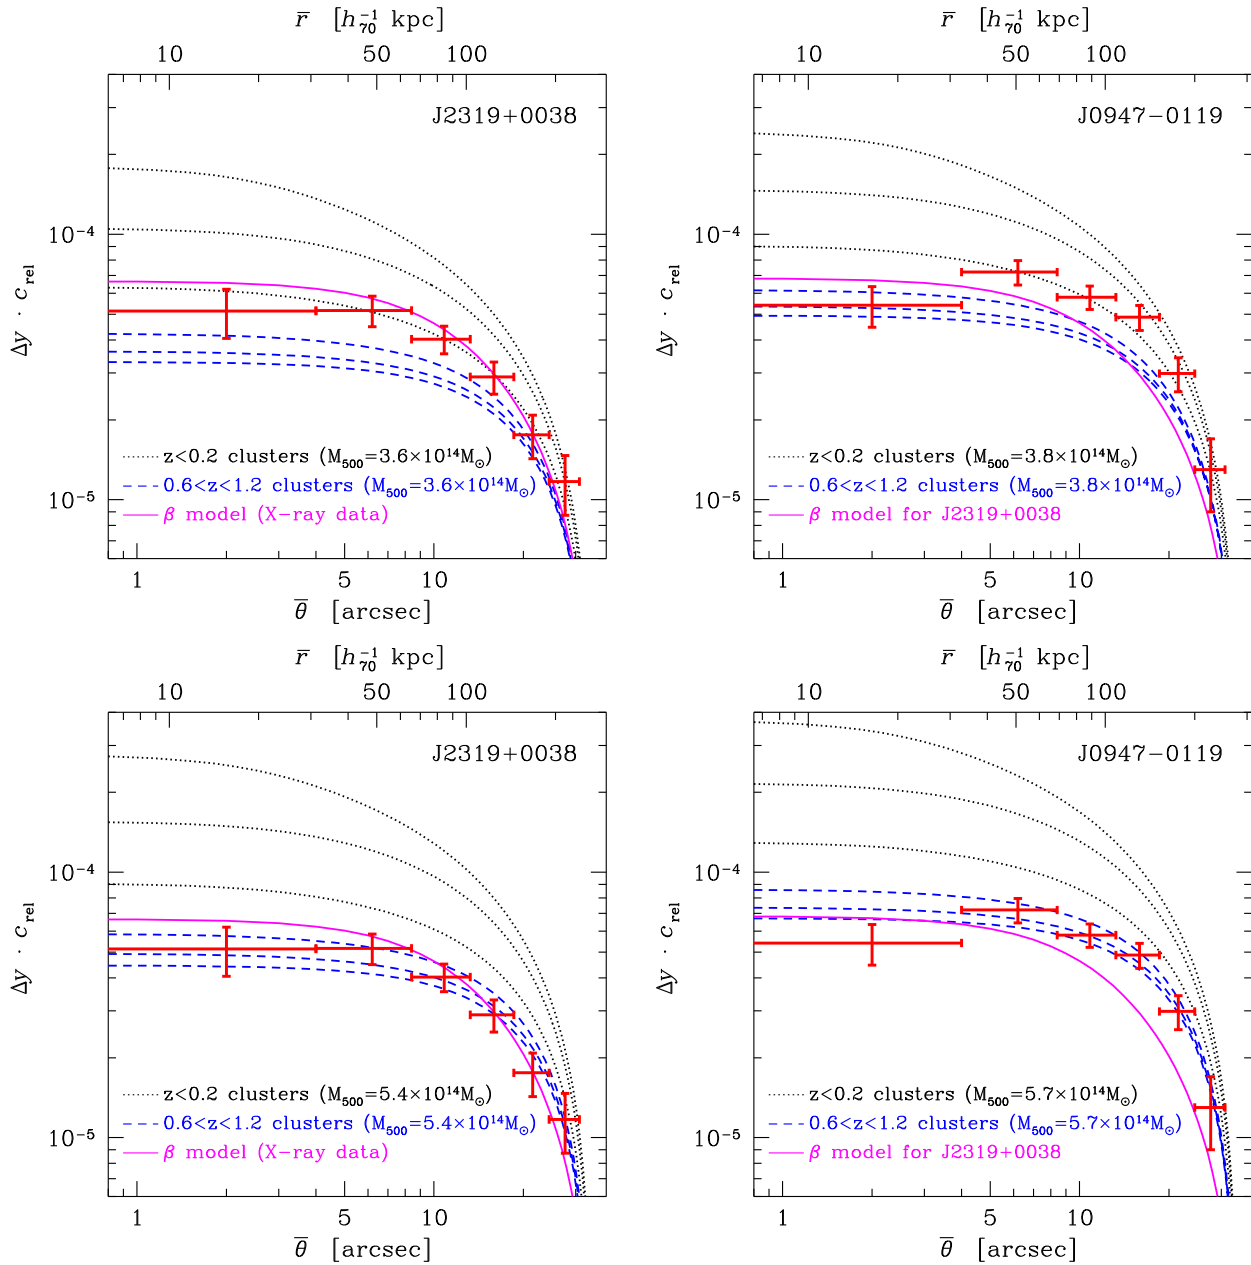 r̅ [h₇₀⁻¹ kpc]
10 50 100
J2319+0038
10⁻⁴
10⁻⁵
Δy · c_rel
z<0.2 clusters (M₅₀₀=3.6×10¹⁴M☉)
0.6<z<1.2 clusters (M₅₀₀=3.6×10¹⁴M☉)
β model (X-ray data)
1 5 10
θ̅ [arcsec]
r̅ [h₇₀⁻¹ kpc]
10 50 100
J0947-0119
10⁻⁴
10⁻⁵
Δy · c_rel
z<0.2 clusters (M₅₀₀=3.8×10¹⁴M☉)
0.6<z<1.2 clusters (M₅₀₀=3.8×10¹⁴M☉)
β model for J2319+0038
1 5 10
θ̅ [arcsec]
r̅ [h₇₀⁻¹ kpc]
10 50 100
J2319+0038
10⁻⁴
10⁻⁵
Δy · c_rel
z<0.2 clusters (M₅₀₀=5.4×10¹⁴M☉)
0.6<z<1.2 clusters (M₅₀₀=5.4×10¹⁴M☉)
β model (X-ray data)
1 5 10
θ̅ [arcsec]
r̅ [h₇₀⁻¹ kpc]
10 50 100
J0947-0119
10⁻⁴
10⁻⁵
Δy · c_rel
z<0.2 clusters (M₅₀₀=5.7×10¹⁴M☉)
0.6<z<1.2 clusters (M₅₀₀=5.7×10¹⁴M☉)
β model for J2319+0038
1 5 10
θ̅ [arcsec]